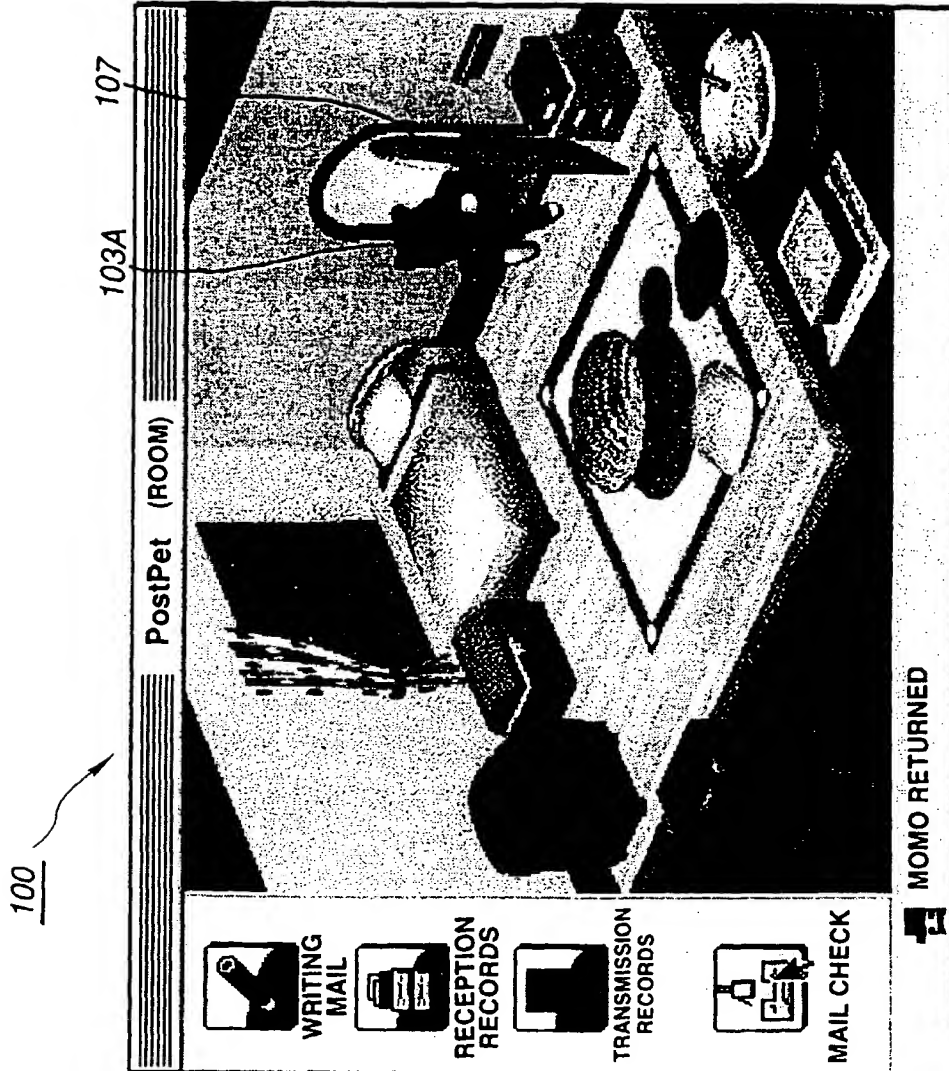 100
PostPet (ROOM)
103A
107
WRITING
MAIL
RECEPTION
RECORDS
TRANSMISSION
RECORDS
MAIL CHECK
MOMO RETURNED